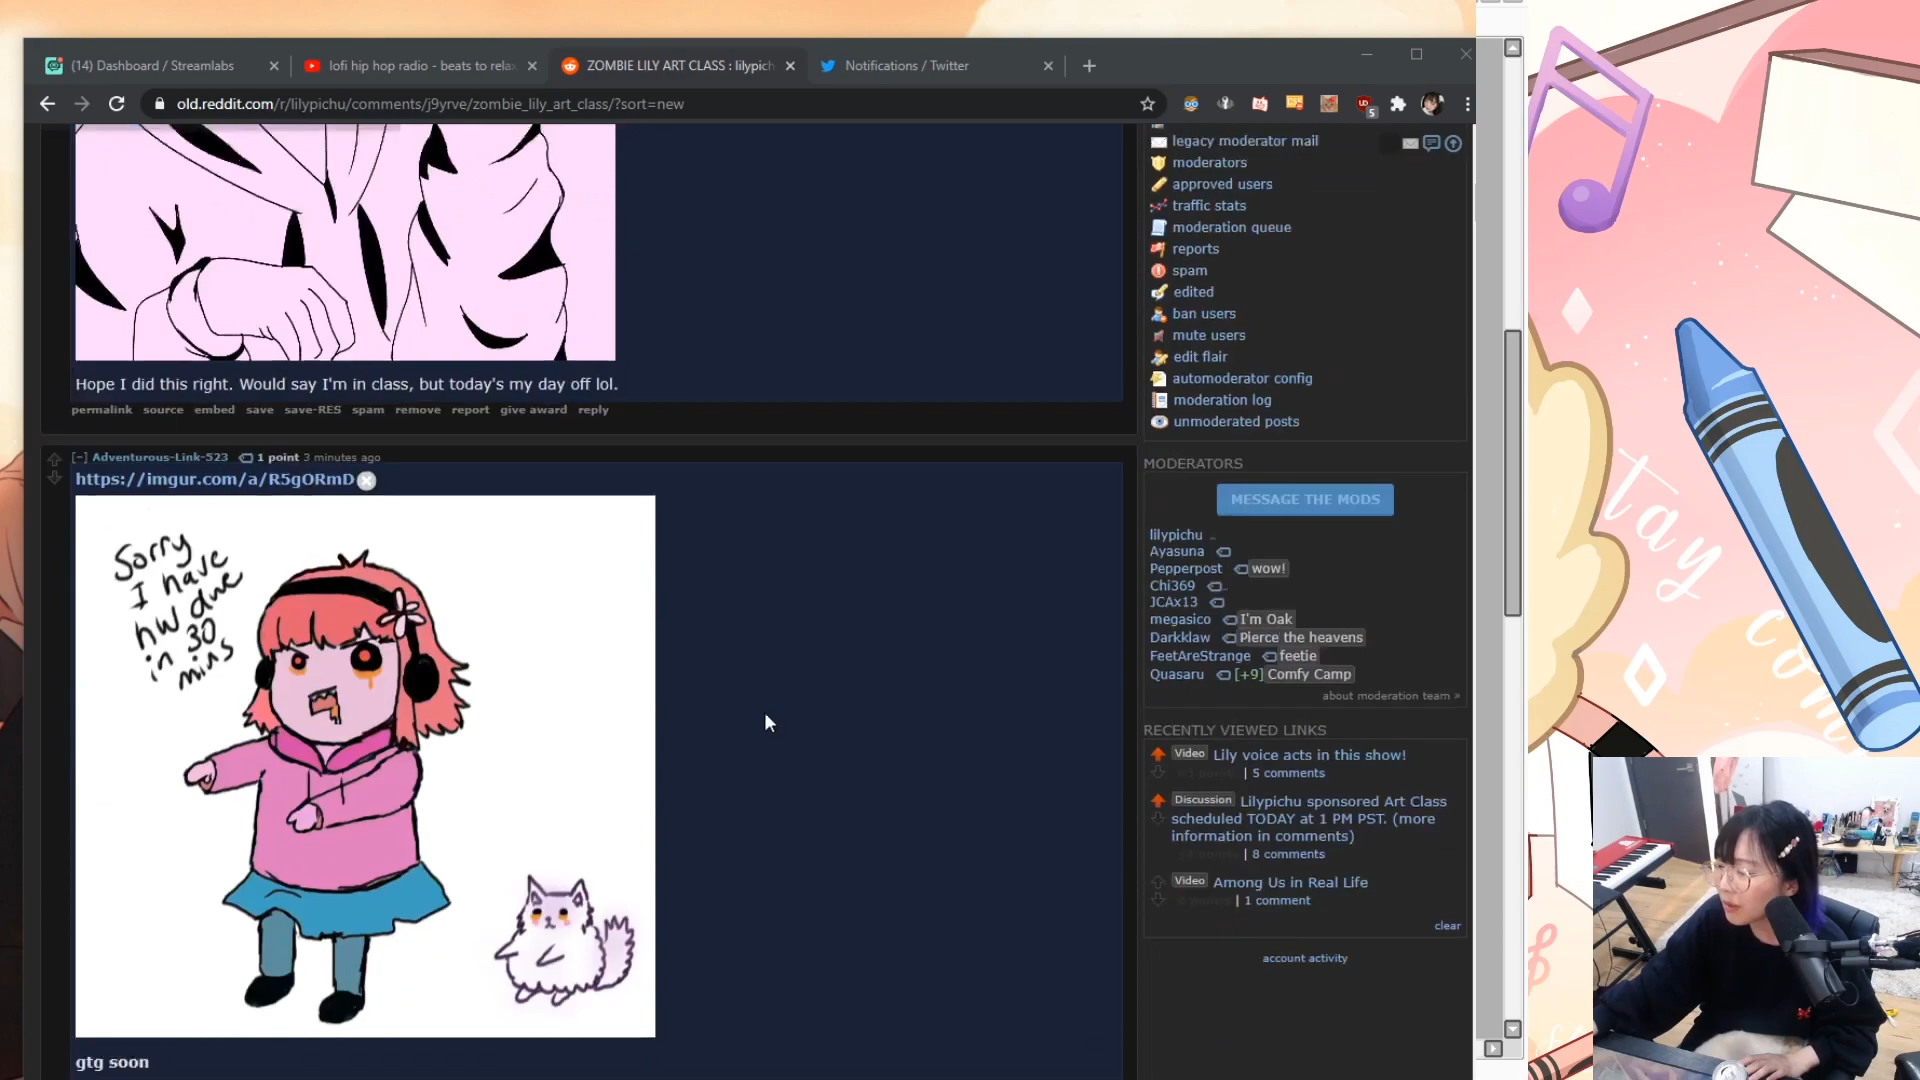 (14) Dashboard / Streamlabs
lofi hip hop radio - beats to relax
ZOMBIE LILY ART CLASS : lilypich
Notifications / Twitter
old.reddit.com/r/lilypichu/comments/j9yrve/zombie_lily_art_class/?sort=new
5
Hope I did this right. Would say I'm in class, but today's my day off lol.
permalink source embed save save-RES spam remove report give award reply
[-] Adventurous-Link-523 1 point 3 minutes ago
https://imgur.com/a/R5gORmD
Sorry
I have
hw due
in 30
mins
gtg soon
legacy moderator mail
moderators
approved users
traffic stats
moderation queue
reports
spam
edited
ban users
mute users
edit flair
automoderator config
moderation log
unmoderated posts
MODERATORS
MESSAGE THE MODS
lilypichu
Ayasuna
Pepperpost wow!
Chi369
JCAx13
megasico I'm Oak
Darkklaw Pierce the heavens
FeetAreStrange feetie
Quasaru [+9] Comfy Camp
about moderation team »
RECENTLY VIEWED LINKS
Video Lily voice acts in this show!
| 5 comments
Discussion Lilypichu sponsored Art Class
scheduled TODAY at 1 PM PST. (more
information in comments)
| 8 comments
Video Among Us in Real Life
| 1 comment
clear
account activity
tay
com